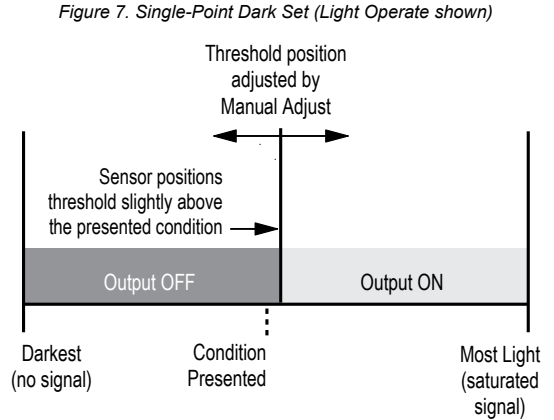 Figure 7. Single-Point Dark Set (Light Operate shown)
Threshold position
adjusted by
Manual Adjust
Sensor positions
threshold slightly above
the presented condition
Output OFF
Output ON
Darkest
(no signal)
Condition
Presented
Most Light
(saturated
signal)